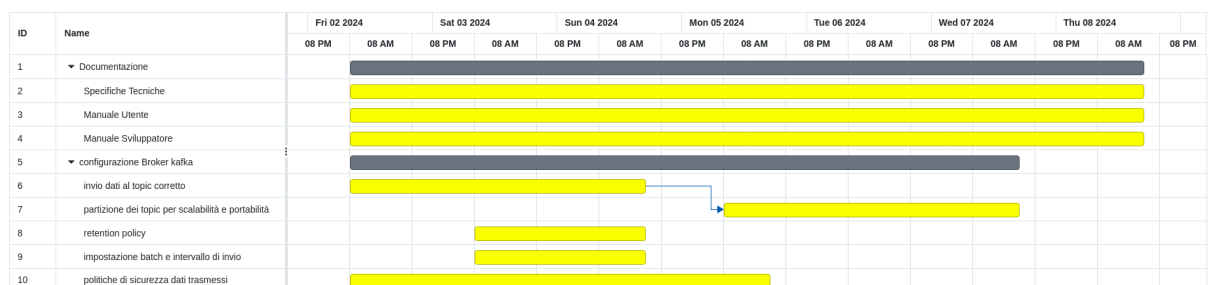 ID Name Fri 02 2024 Sat 03 2024 Sun 04 2024 Mon 05 2024 Tue 06 2024 Wed 07 2024 Thu 08 2024
08 PM 08 AM 08 PM 08 AM 08 PM 08 AM 08 PM 08 AM 08 PM 08 AM 08 PM 08 AM 08 PM 08 AM 08 PM
1 Documentazione
2 Specifiche Tecniche
3 Manuale Utente
4 Manuale Sviluppatore
5 configurazione Broker kafka
6 invio dati al topic corretto
7 partizione dei topic per scalabilità e portabilità
8 retention policy
9 impostazione batch e intervallo di invio
10 politiche di sicurezza dati trasmessi